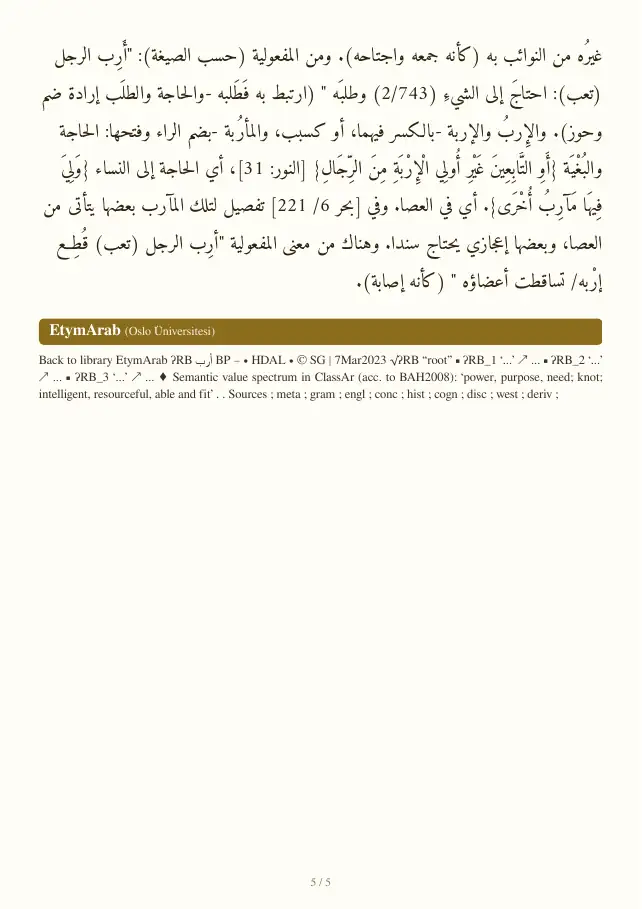 غيرُه من النوائب به (كأنه جمعه واجتاحه). ومن المفعولية (حسب الصيغة): "أَرِب الرجل
(تعب): احتاجَ إلى الشيءِ (2/743) وطلبَه " (ارتبط به فَطَلبه -والحاجة والطلَب إرادة ضم
وحوز). والإِربُ والإربة -بالكسر فيهما، أو كسبب، والمأرُبة -بضم الراء وفتحها: الحاجة
والبُغْيَة {أَوِ التَّابِعِينَ غَيْرِ أُولِي الْإِرْبَةِ مِنَ الرِّجَالِ} [النور: 31]، أي الحاجة إلى النساء {وَلِيَ
فِيهَا مَآرِبُ أُخْرَى}. أي في العصا. وفي [بحر 6/ 221] تفصيل لتلك المآرب بعضها يتأتى من
العصا، وبعضها إعجازي يحتاج سندا. وهناك من معنى المفعولية "أرِب الرجل (تعب) قُطِع
إرْبه/ تساقطت أعضاؤه " (كأنه إصابة).
EtymArab (Oslo Üniversitesi)
Back to library EtymArab ʔRB أرب BP – • HDAL • © SG | 7Mar2023 √ʔRB “root” ▪ ʔRB_1 ‘...’ ↗ ... ▪ ʔRB_2 ‘...’
↗ ... ▪ ʔRB_3 ‘...’ ↗ ... ♦ Semantic value spectrum in ClassAr (acc. to BAH2008): ‘power, purpose, need; knot;
intelligent, resourceful, able and fit’ . . Sources ; meta ; gram ; engl ; conc ; hist ; cogn ; disc ; west ; deriv ;
5 / 5